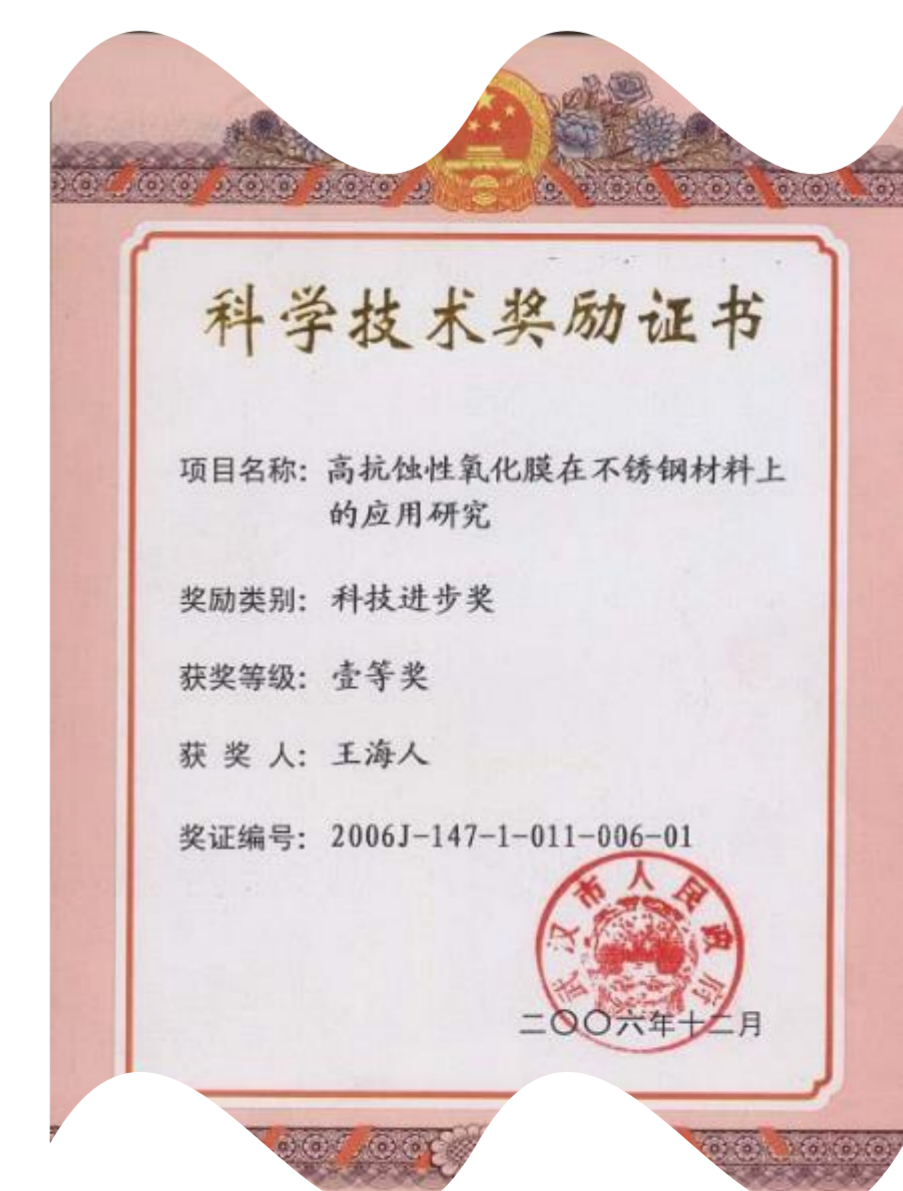 科学技术奖励证书
项目名称：高抗蚀性氧化膜在不锈钢材料上
的应用研究
奖励类别：科技进步奖
获奖等级：壹等奖
获 奖 人：王海人
奖证编号：2006J-147-1-011-006-01
武汉市人民政府
二〇〇六年十二月